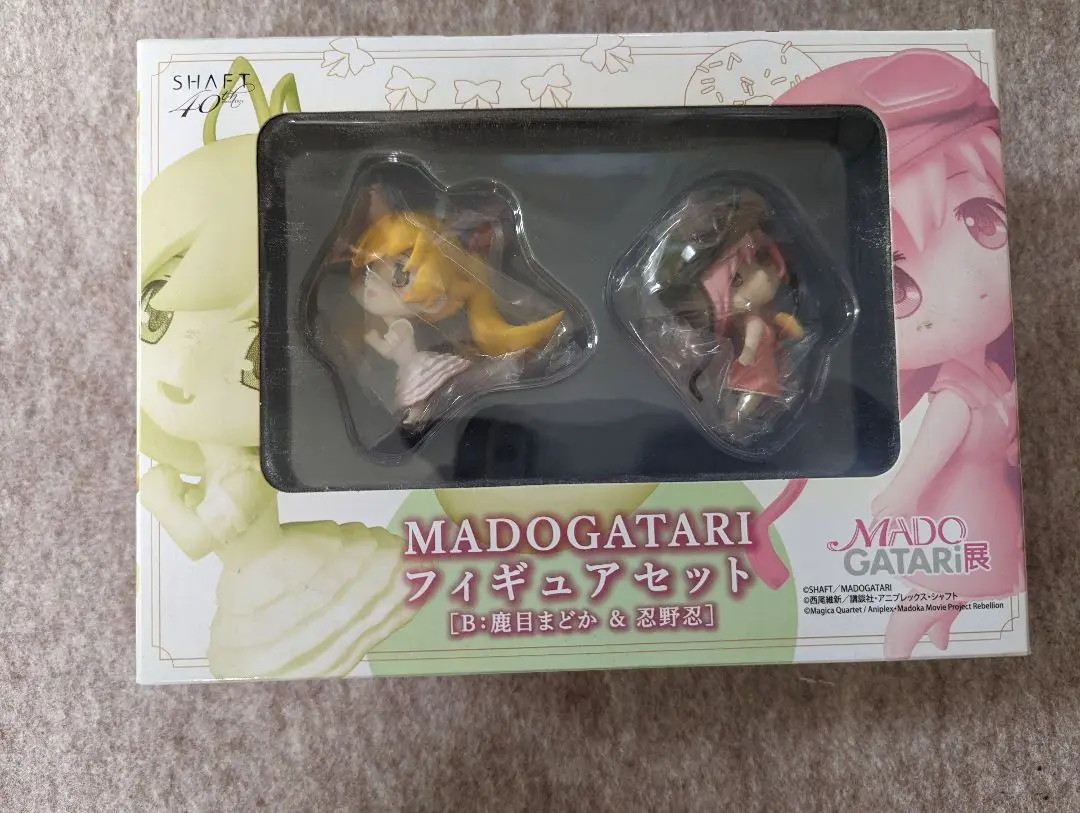 SHAFT
40th
MADOGATARI
フィギュアセット
[B:鹿目まどか & 忍野忍]
MADO
GATARi展
©SHAFT/MADOGATARI
©西尾維新/講談社・アニプレックス・シャフト
©Magica Quartet / Aniplex・Madoka Movie Project Rebellion